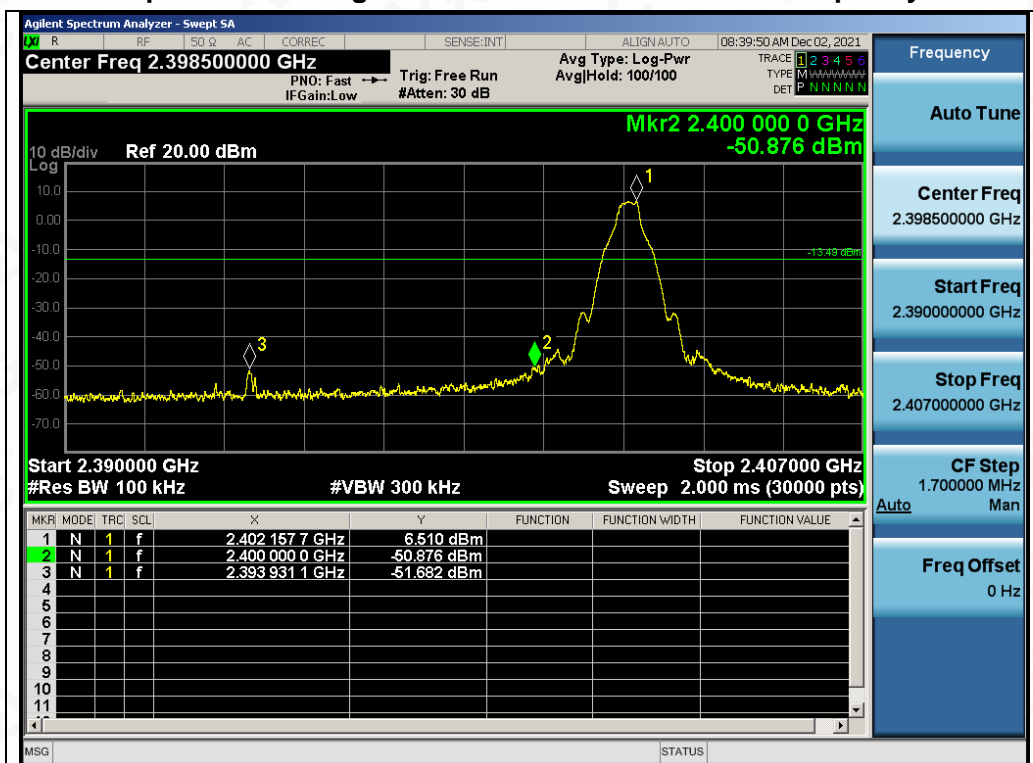 Agilent Spectrum Analyzer - Swept SA
LXI R RF 50 Ω AC CORREC SENSE:INT ALIGN AUTO 08:39:50 AM Dec 02, 2021
Center Freq 2.398500000 GHz
PNO: Fast
IFGain:Low
Trig: Free Run
#Atten: 30 dB
Avg Type: Log-Pwr
Avg|Hold: 100/100
TRACE 1 2 3 4 5 6
TYPE M WWWWW
DET P N N N N N
Mkr2 2.400 000 0 GHz
-50.876 dBm
10 dB/div Ref 20.00 dBm
Log
10.0
0.00
-10.0
-20.0
-30.0
-40.0
-50.0
-60.0
-70.0
1
-13.49 dBm
2
3
Start 2.390000 GHz Stop 2.407000 GHz
#Res BW 100 kHz #VBW 300 kHz Sweep 2.000 ms (30000 pts)
MKR MODE TRC SCL X Y FUNCTION FUNCTION WIDTH FUNCTION VALUE
1 N 1 f 2.402 157 7 GHz 6.510 dBm
2 N 1 f 2.400 000 0 GHz -50.876 dBm
3 N 1 f 2.393 931 1 GHz -51.682 dBm
4
5
6
7
8
9
10
11
MSG STATUS
Frequency
Auto Tune
Center Freq
2.398500000 GHz
Start Freq
2.390000000 GHz
Stop Freq
2.407000000 GHz
CF Step
1.700000 MHz
Auto Man
Freq Offset
0 Hz